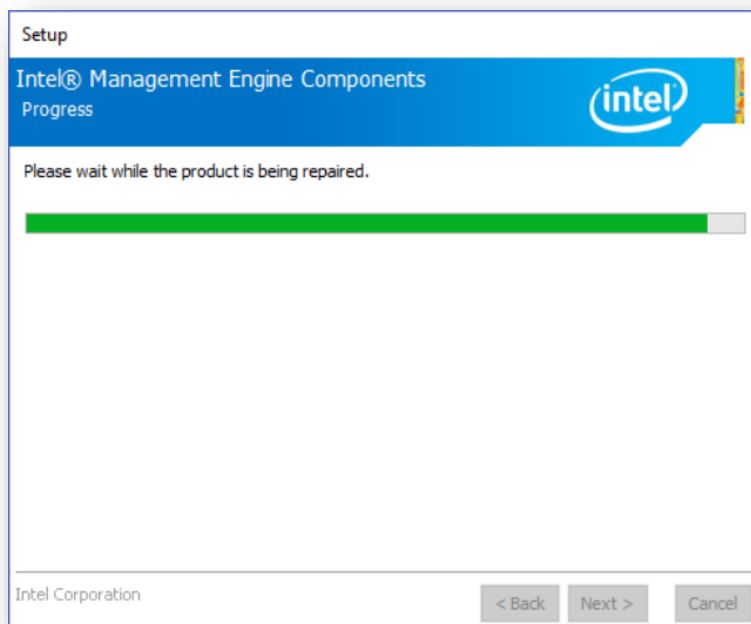 Setup
Intel® Management Engine Components
Progress
intel
Please wait while the product is being repaired.
Intel Corporation
< Back Next > Cancel